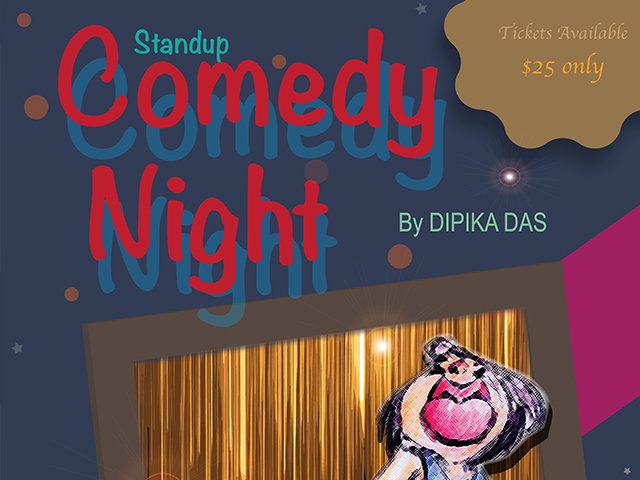 Standup
Comedy
Night
By DIPIKA DAS
Tickets Available
$25 only